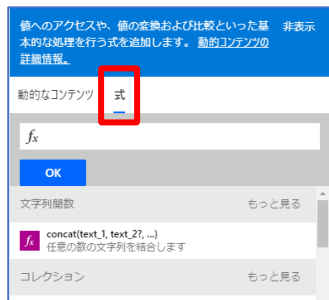 値へのアクセスや、値の変換および比較といった基 非表示
本的な処理を行う式を追加します。 動的コンテンツの
詳細情報。
動的なコンテンツ 式
fx
OK
文字列関数 もっと見る
fx concat(text_1, text_2?, ...)
任意の数の文字列を結合します
コレクション もっと見る